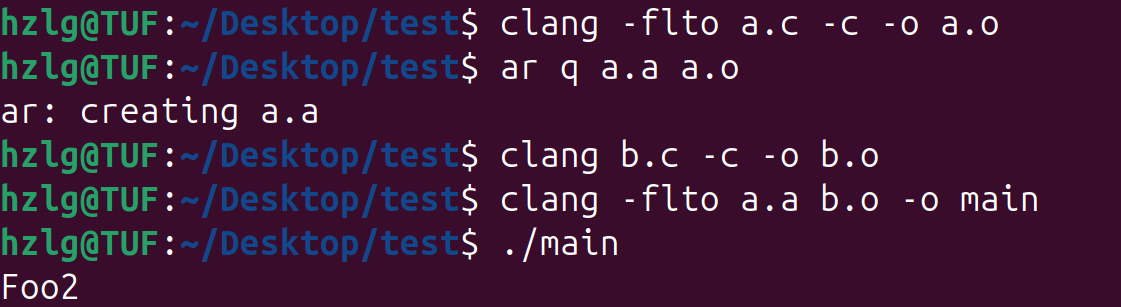 hzlg@TUF:~/Desktop/test$ clang -flto a.c -c -o a.o
hzlg@TUF:~/Desktop/test$ ar q a.a a.o
ar: creating a.a
hzlg@TUF:~/Desktop/test$ clang b.c -c -o b.o
hzlg@TUF:~/Desktop/test$ clang -flto a.a b.o -o main
hzlg@TUF:~/Desktop/test$ ./main
Foo2